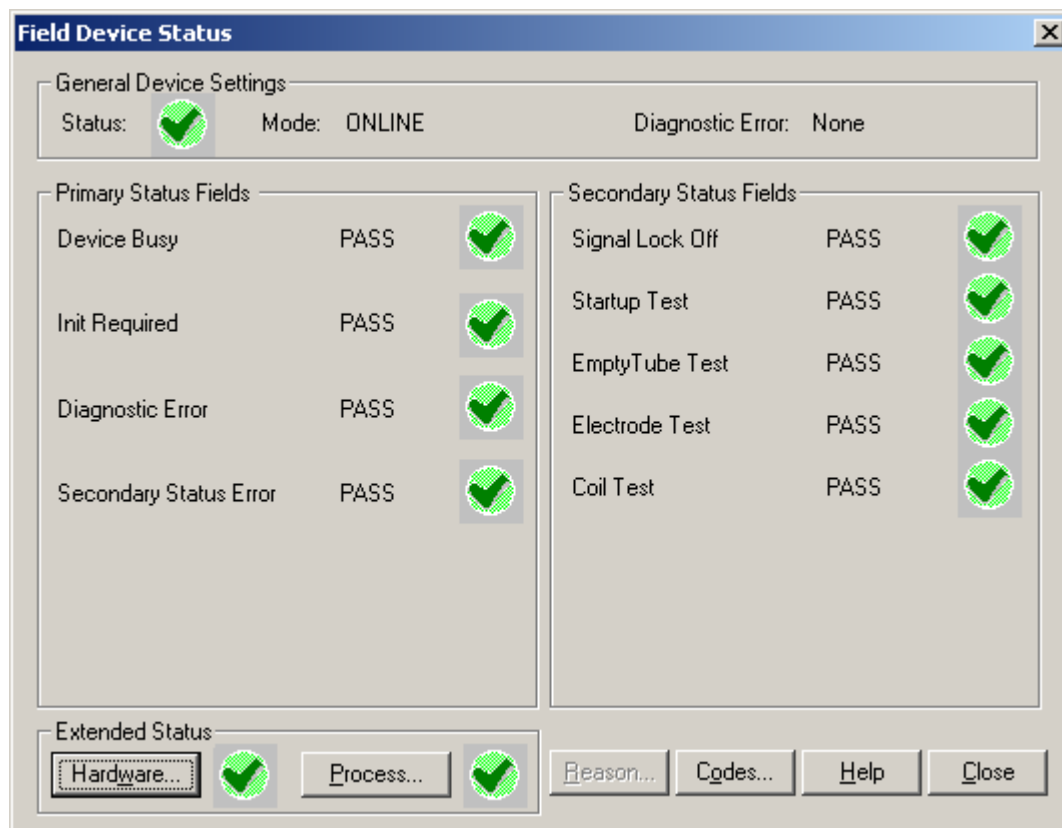 Field Device Status
General Device Settings
Status: Mode: ONLINE Diagnostic Error: None
Primary Status Fields
Device Busy PASS
Init Required PASS
Diagnostic Error PASS
Secondary Status Error PASS
Secondary Status Fields
Signal Lock Off PASS
Startup Test PASS
EmptyTube Test PASS
Electrode Test PASS
Coil Test PASS
Extended Status
Hardware... Process...
Reason... Codes... Help Close